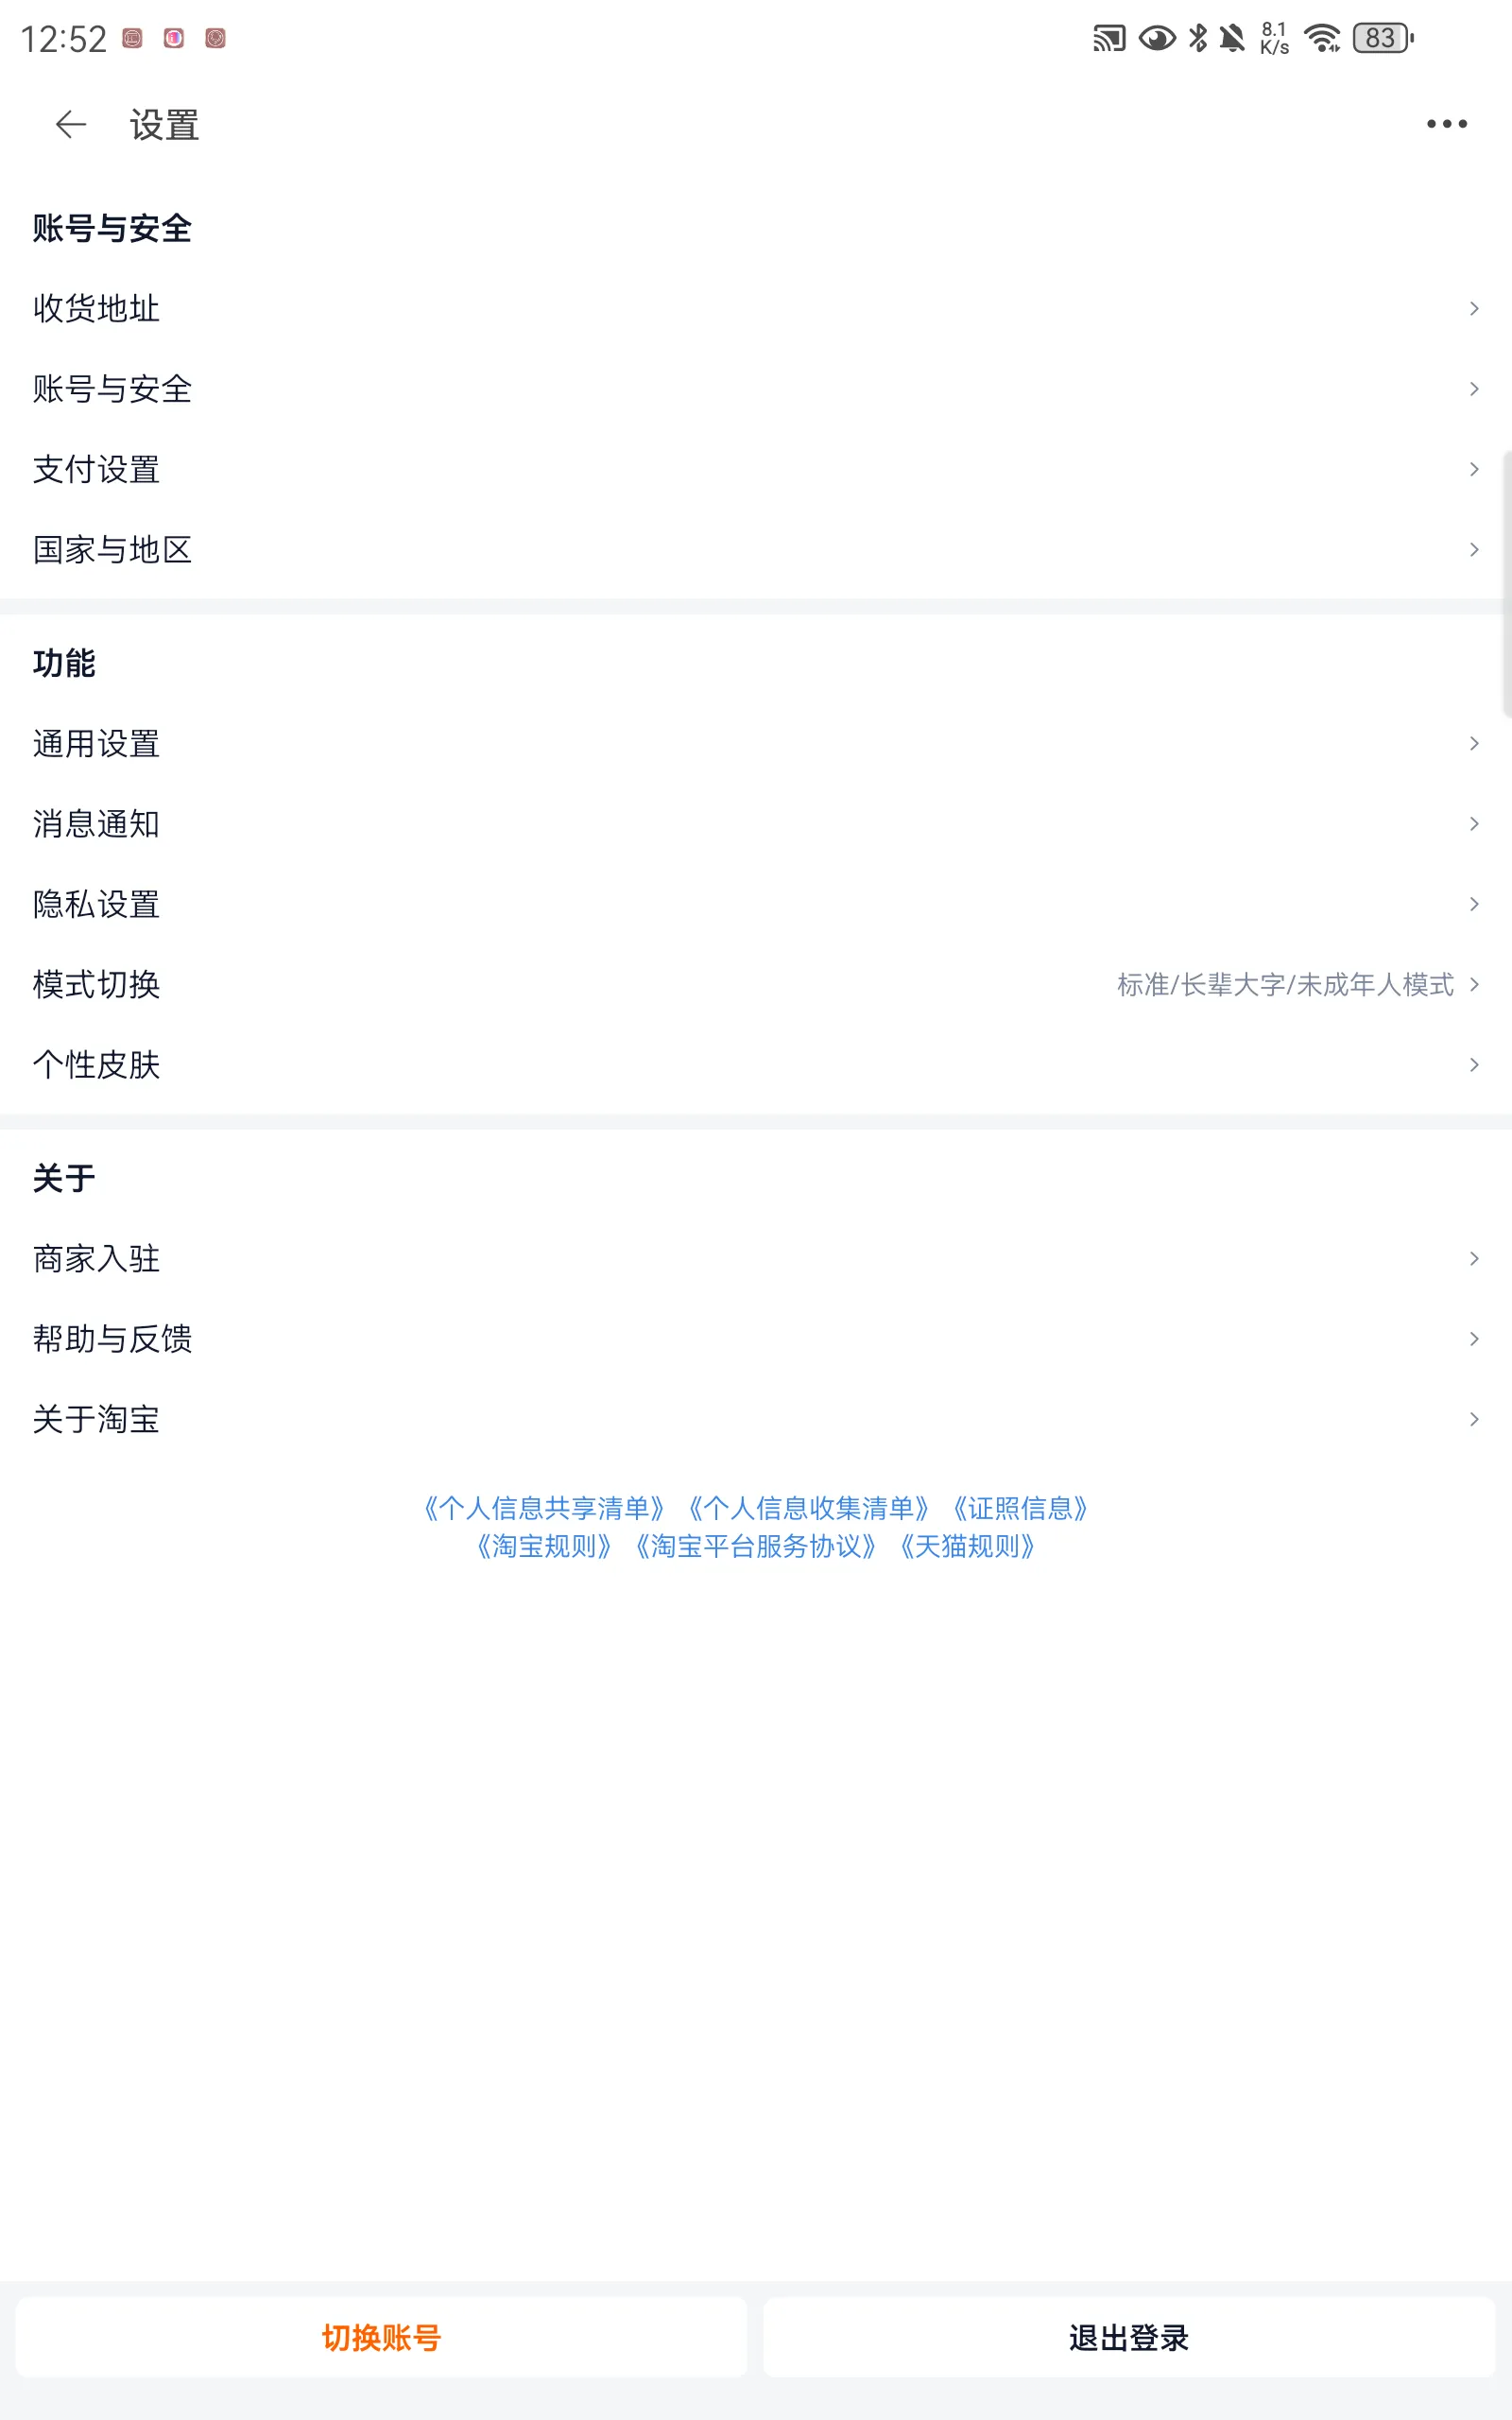 12:52
8.1
K/s
83
设置
账号与安全
收货地址
账号与安全
支付设置
国家与地区
功能
通用设置
消息通知
隐私设置
模式切换 标准/长辈大字/未成年人模式
个性皮肤
关于
商家入驻
帮助与反馈
关于淘宝
《个人信息共享清单》《个人信息收集清单》《证照信息》
《淘宝规则》《淘宝平台服务协议》《天猫规则》
切换账号 退出登录